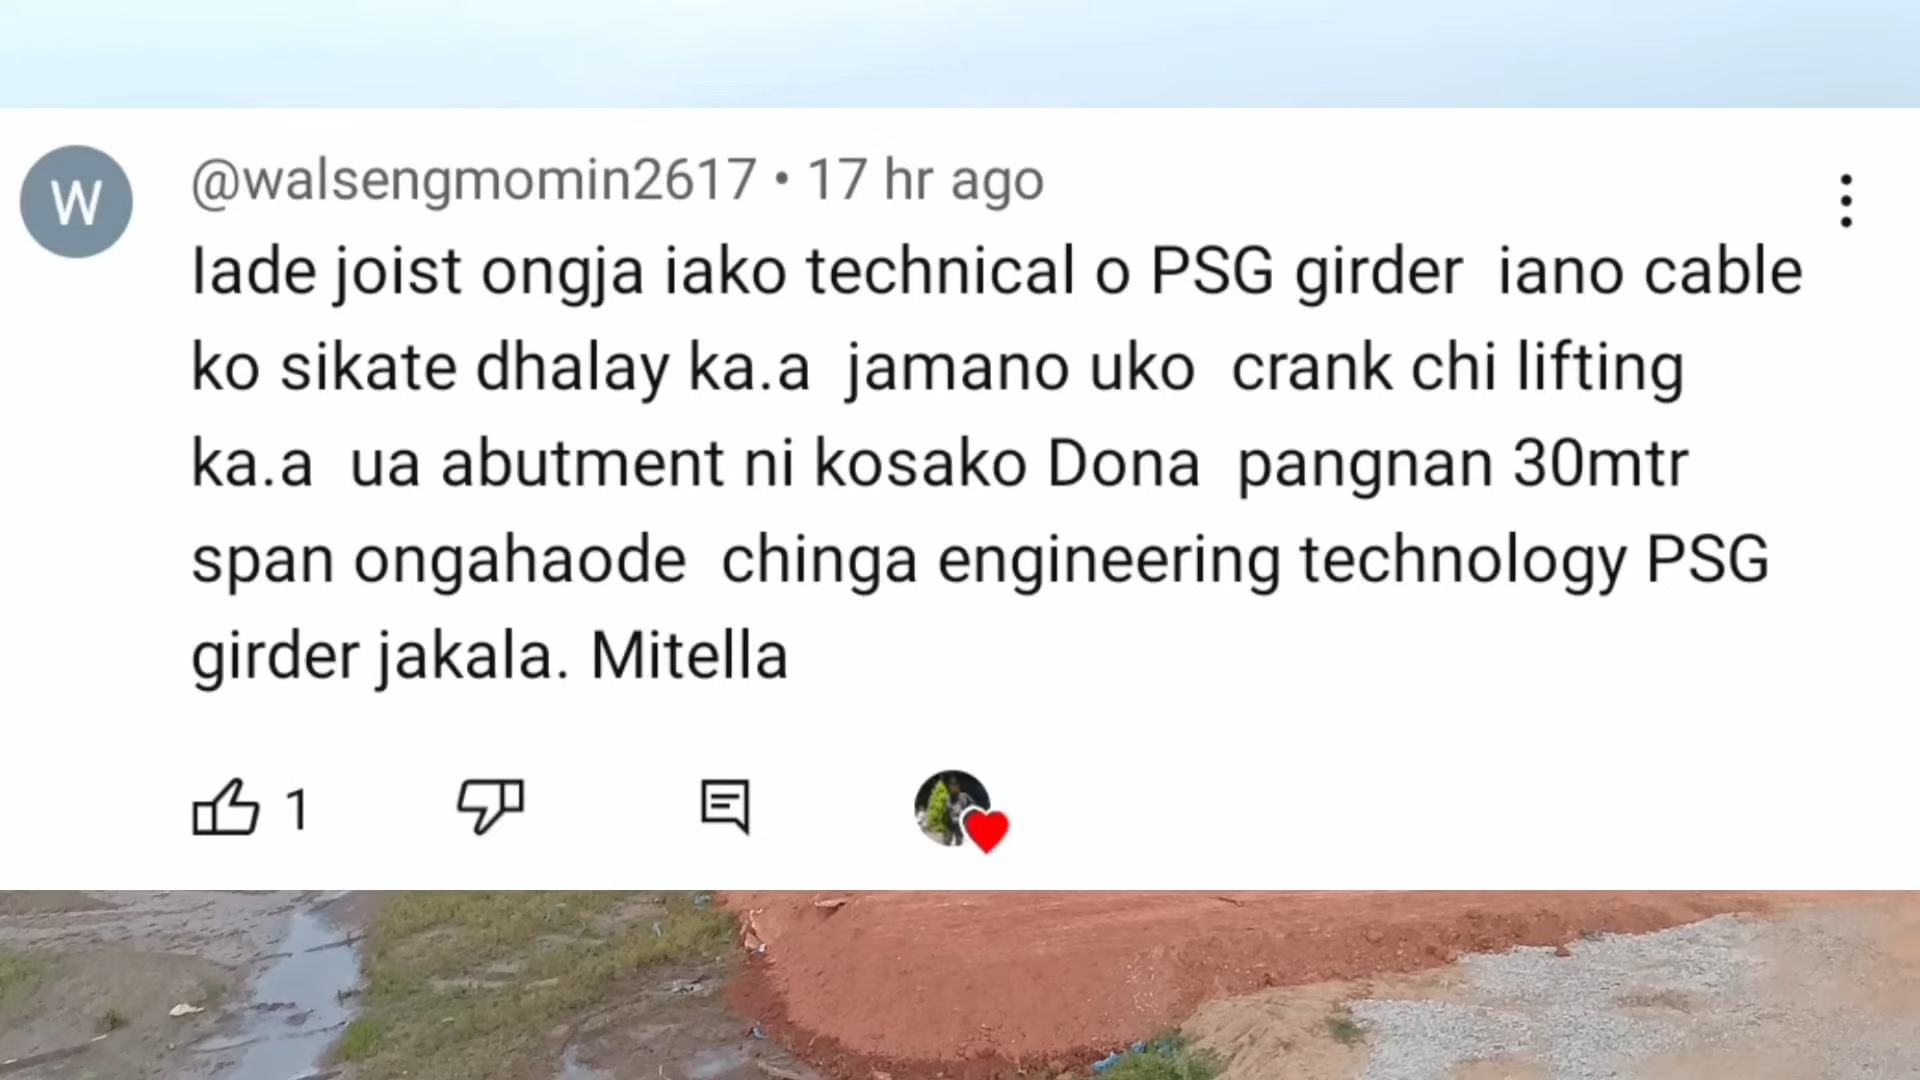 W
@walsengmomin2617 • 17 hr ago
Iade joist ongja iako technical o PSG girder iano cable
ko sikate dhalay ka.a jamano uko crank chi lifting
ka.a ua abutment ni kosako Dona pangnan 30mtr
span ongahaode chinga engineering technology PSG
girder jakala. Mitella
1